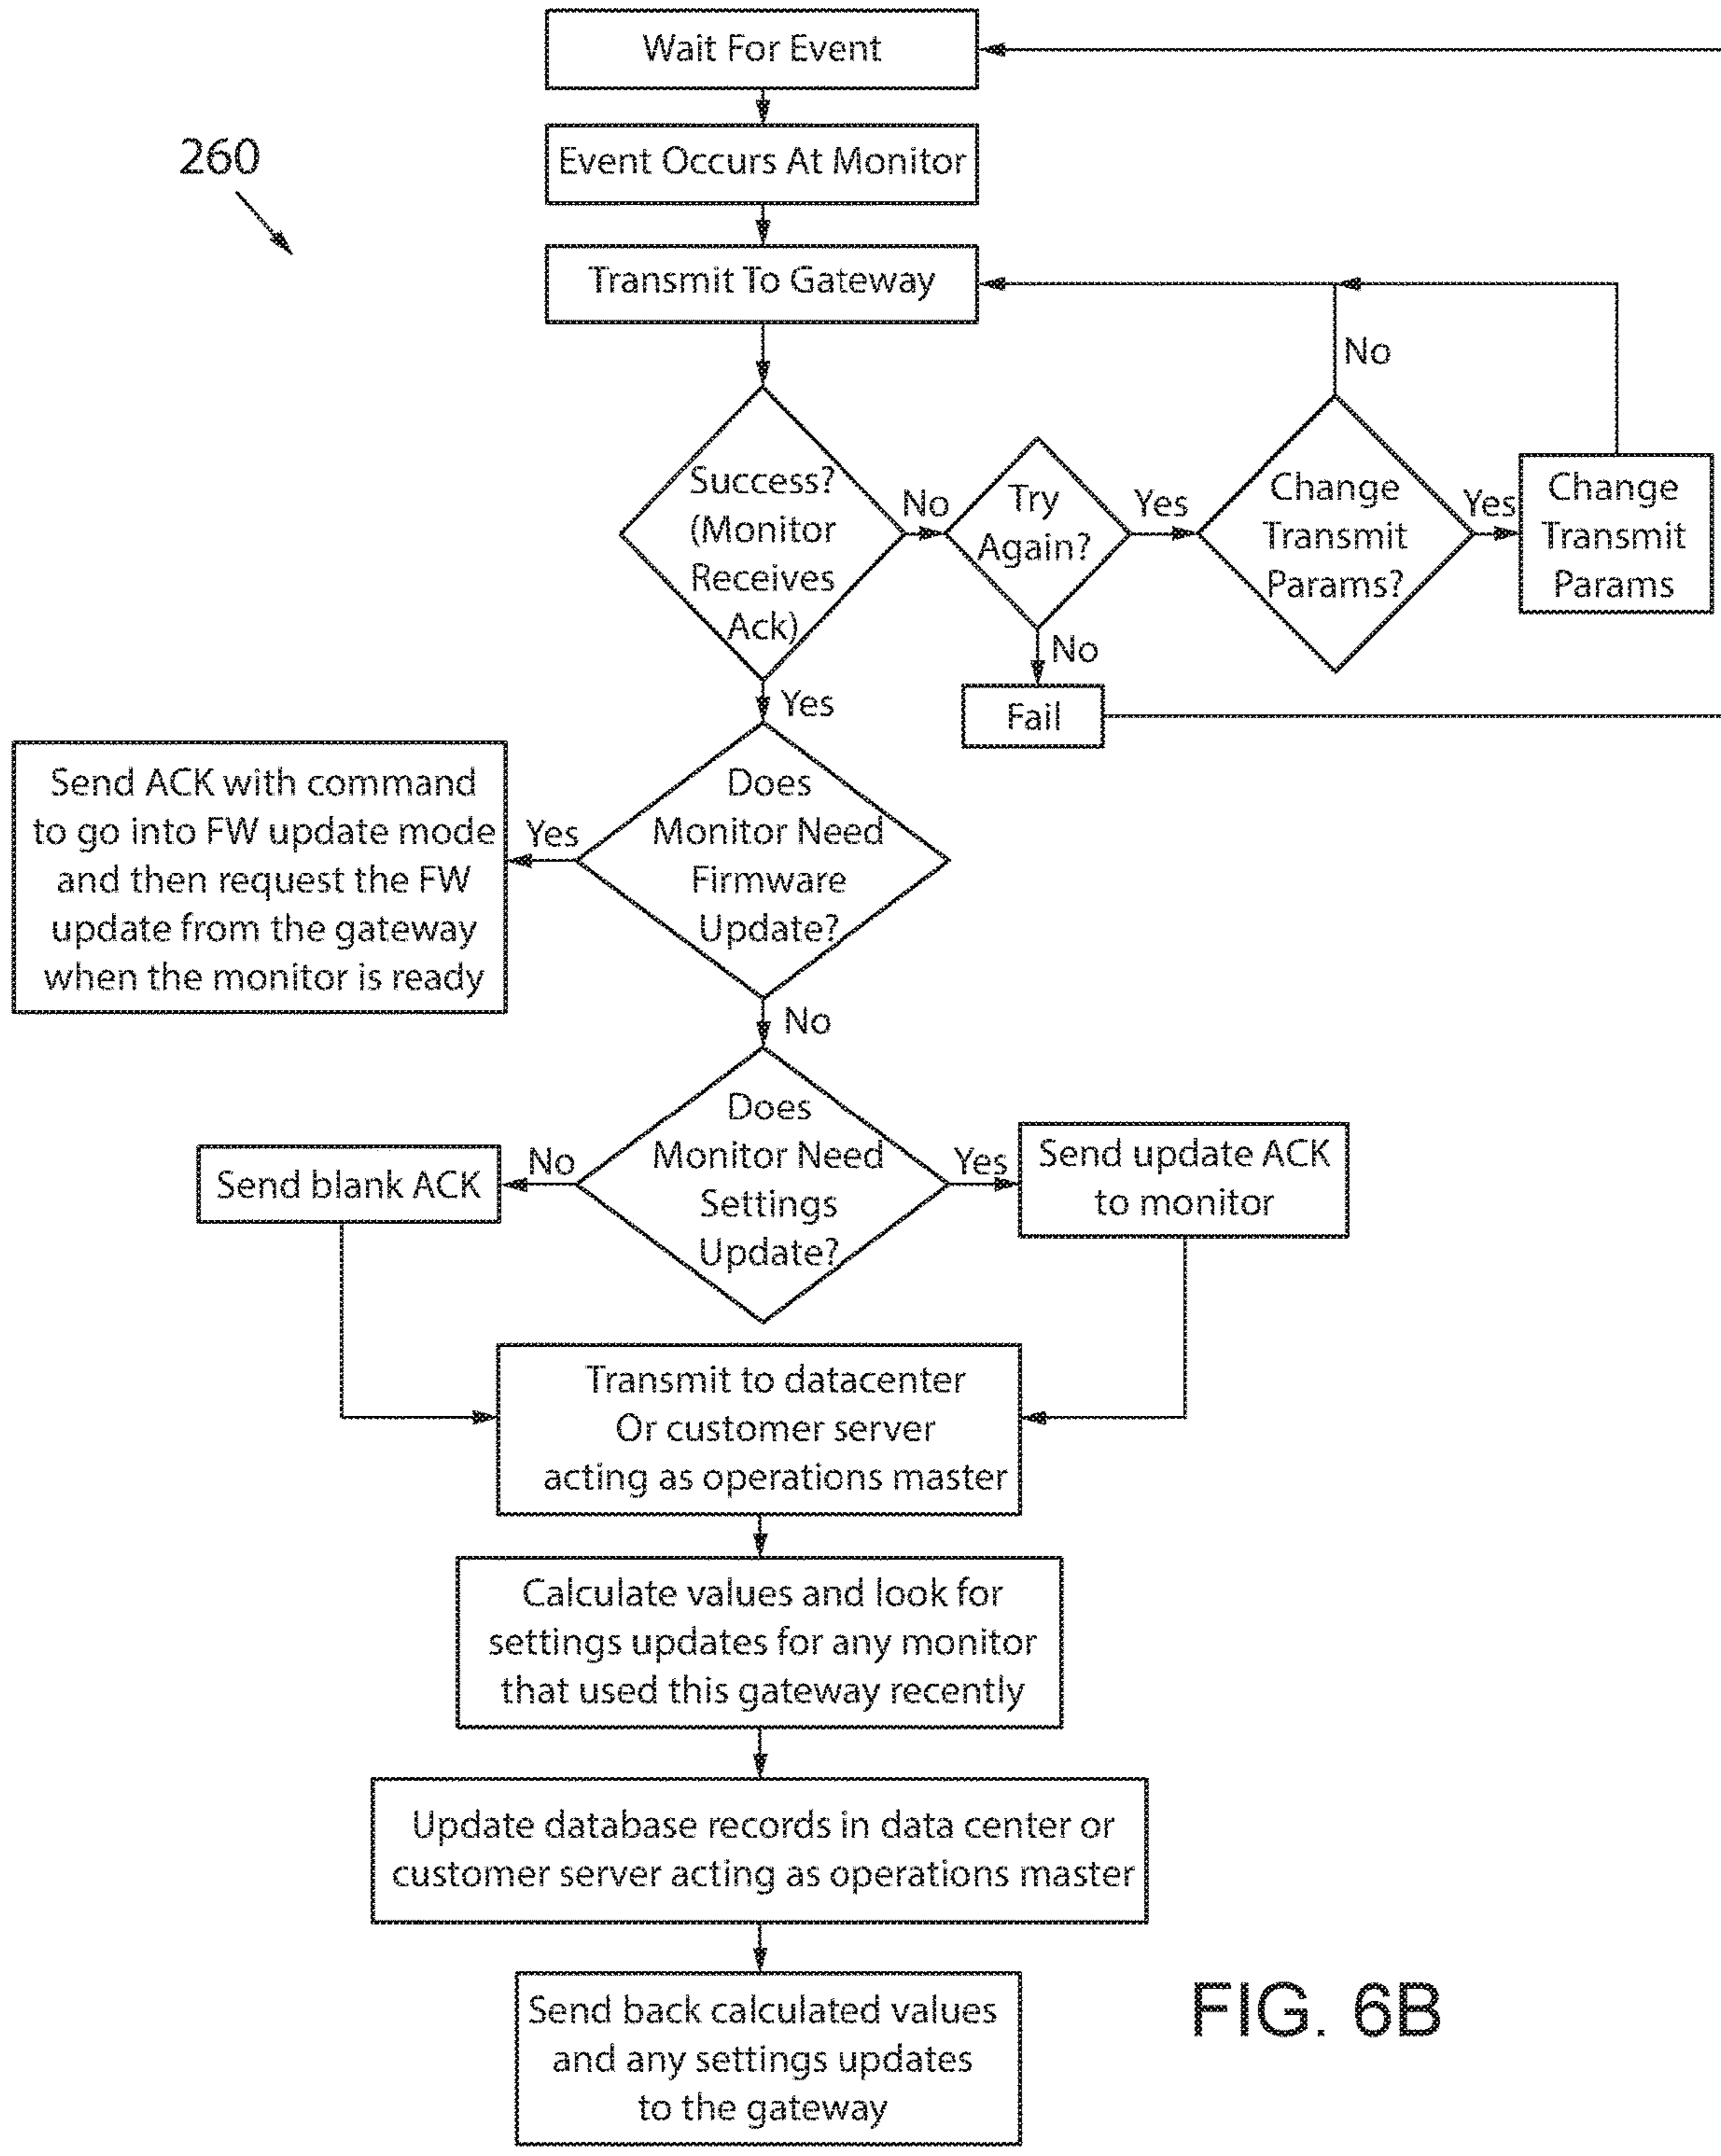 Wait For Event
260
Event Occurs At Monitor
Transmit To Gateway
No
Success?
(Monitor
Receives
Ack)
No
Try
Again?
Yes
Change
Transmit
Params?
Yes
Change
Transmit
Params
No
Fail
Yes
Does
Monitor Need
Firmware
Update?
Yes
Send ACK with command
to go into FW update mode
and then request the FW
update from the gateway
when the monitor is ready
No
Does
Monitor Need
Settings
Update?
No
Send blank ACK
Yes
Send update ACK
to monitor
Transmit to datacenter
Or customer server
acting as operations master
Calculate values and look for
settings updates for any monitor
that used this gateway recently
Update database records in data center or
customer server acting as operations master
Send back calculated values
and any settings updates
to the gateway
FIG. 6B